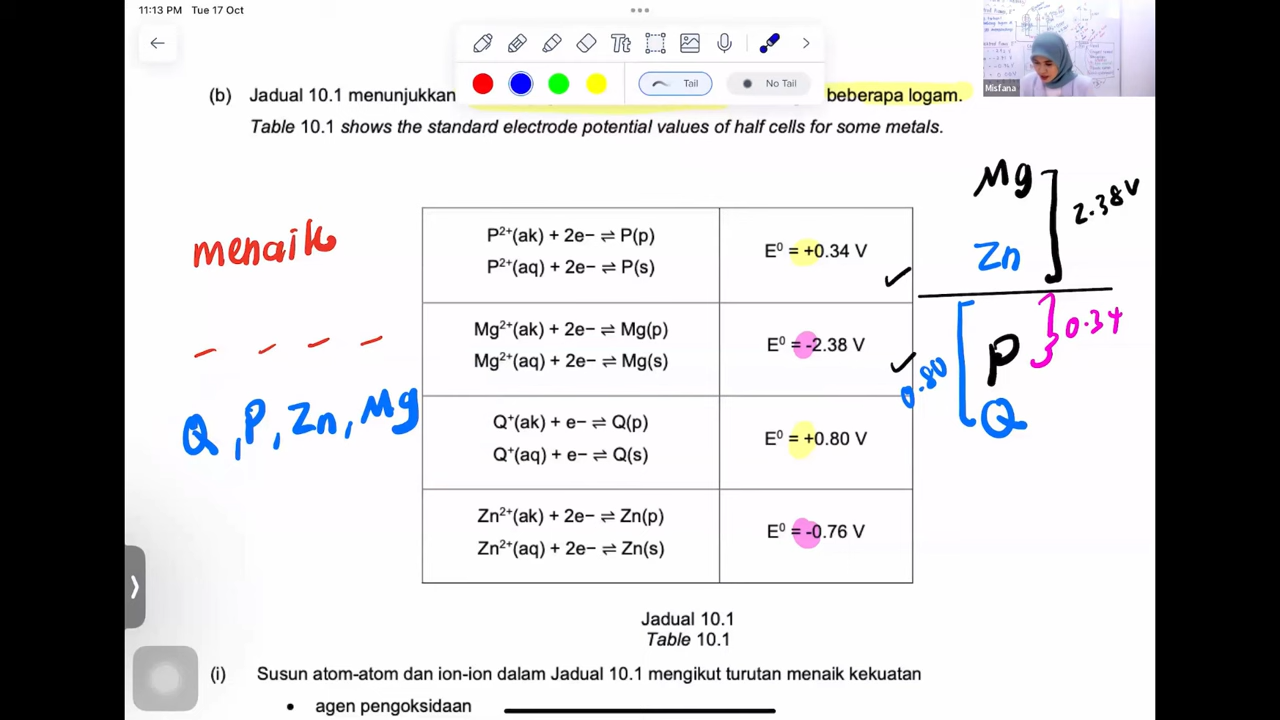 11:13 PM Tue 17 Oct
Misfana
Tt
Tail
No Tail
(b) Jadual 10.1 menunjukkan beberapa logam.
Table 10.1 shows the standard electrode potential values of half cells for some metals.
menaik
Q, P, Zn, Mg
P²⁺(ak) + 2e− ⇌ P(p)
P²⁺(aq) + 2e− ⇌ P(s)
E⁰ = +0.34 V
Mg²⁺(ak) + 2e− ⇌ Mg(p)
Mg²⁺(aq) + 2e− ⇌ Mg(s)
E⁰ = -2.38 V
Q⁺(ak) + e− ⇌ Q(p)
Q⁺(aq) + e− ⇌ Q(s)
E⁰ = +0.80 V
Zn²⁺(ak) + 2e− ⇌ Zn(p)
Zn²⁺(aq) + 2e− ⇌ Zn(s)
E⁰ = -0.76 V
Mg
2.38V
Zn
P
0.34
0.80
Q
Jadual 10.1
Table 10.1
(i) Susun atom-atom dan ion-ion dalam Jadual 10.1 mengikut turutan menaik kekuatan
• agen pengoksidaan